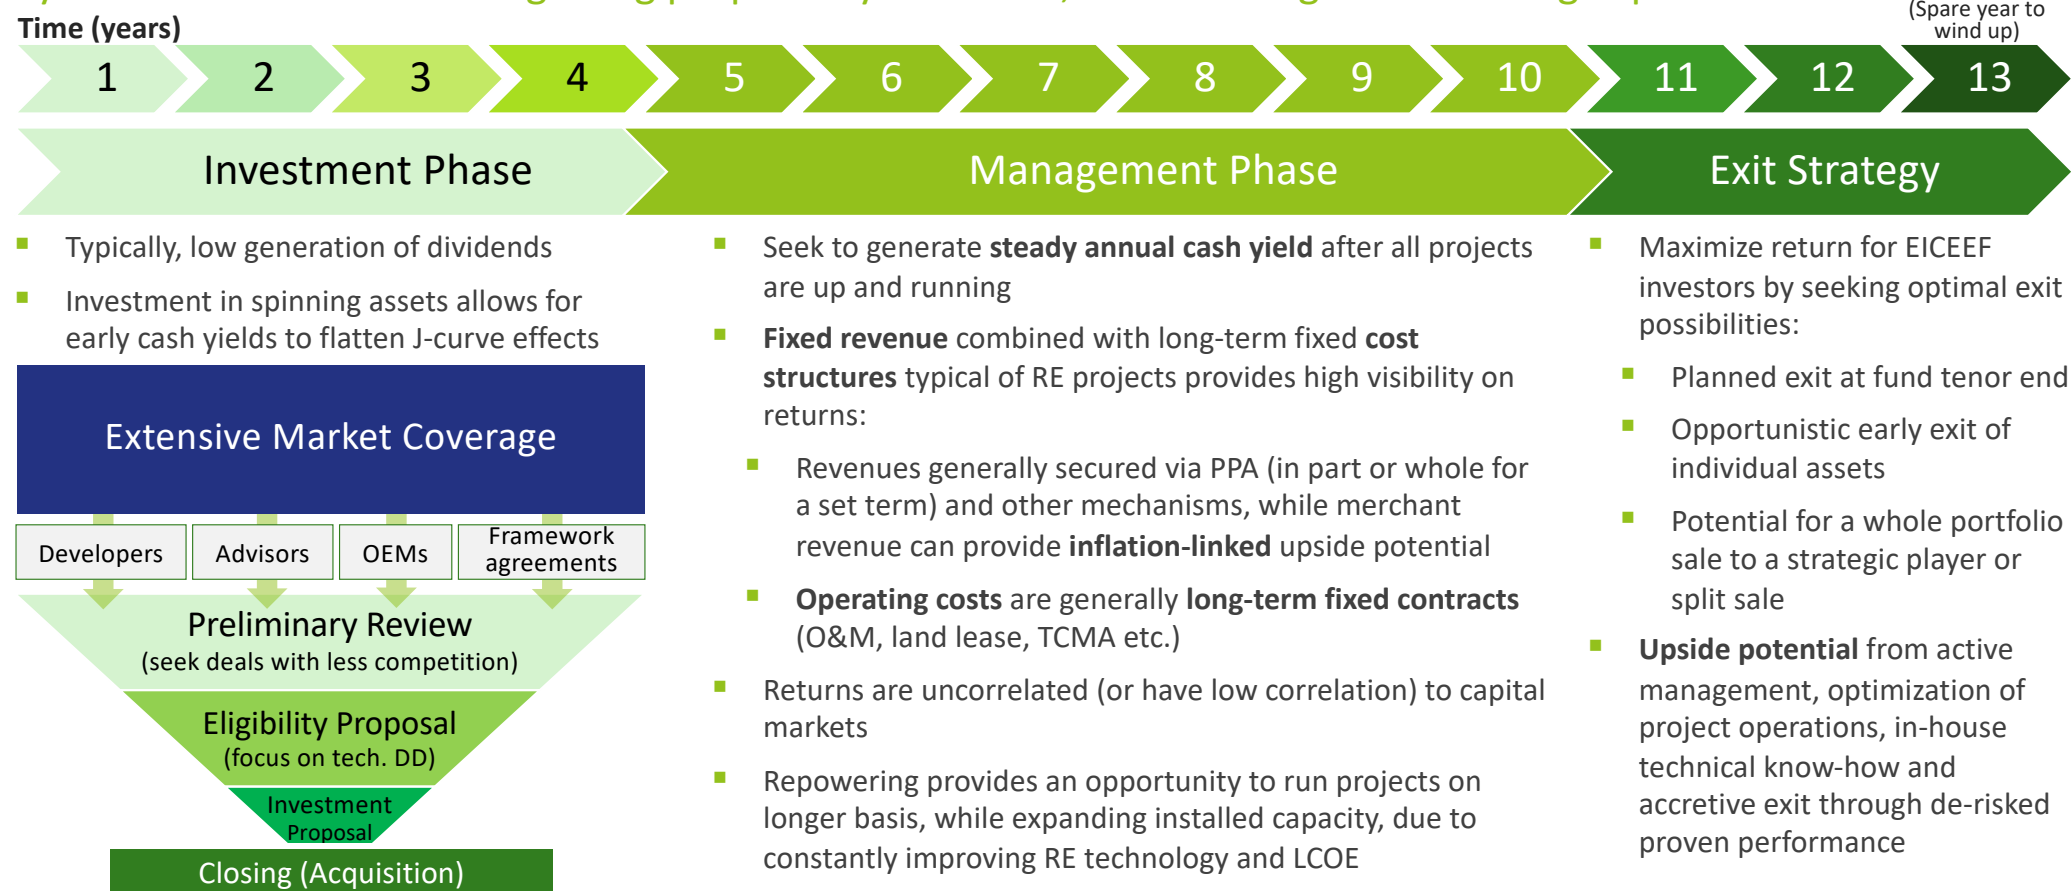 (Spare year to
wind up)
Time (years)
1 2 3 4 5 6 7 8 9 10 11 12 13
Investment Phase
Management Phase
Exit Strategy
▪ Typically, low generation of dividends
▪ Investment in spinning assets allows for
early cash yields to flatten J-curve effects
Extensive Market Coverage
Developers
Advisors
OEMs
Framework
agreements
Preliminary Review
(seek deals with less competition)
Eligibility Proposal
(focus on tech. DD)
Investment
Proposal
Closing (Acquisition)
▪ Seek to generate steady annual cash yield after all projects
are up and running
▪ Fixed revenue combined with long-term fixed cost
structures typical of RE projects provides high visibility on
returns:
▪ Revenues generally secured via PPA (in part or whole for
a set term) and other mechanisms, while merchant
revenue can provide inflation-linked upside potential
▪ Operating costs are generally long-term fixed contracts
(O&M, land lease, TCMA etc.)
▪ Returns are uncorrelated (or have low correlation) to capital
markets
▪ Repowering provides an opportunity to run projects on
longer basis, while expanding installed capacity, due to
constantly improving RE technology and LCOE
▪ Maximize return for EICEEF
investors by seeking optimal exit
possibilities:
▪ Planned exit at fund tenor end
▪ Opportunistic early exit of
individual assets
▪ Potential for a whole portfolio
sale to a strategic player or
split sale
▪ Upside potential from active
management, optimization of
project operations, in-house
technical know-how and
accretive exit through de-risked
proven performance